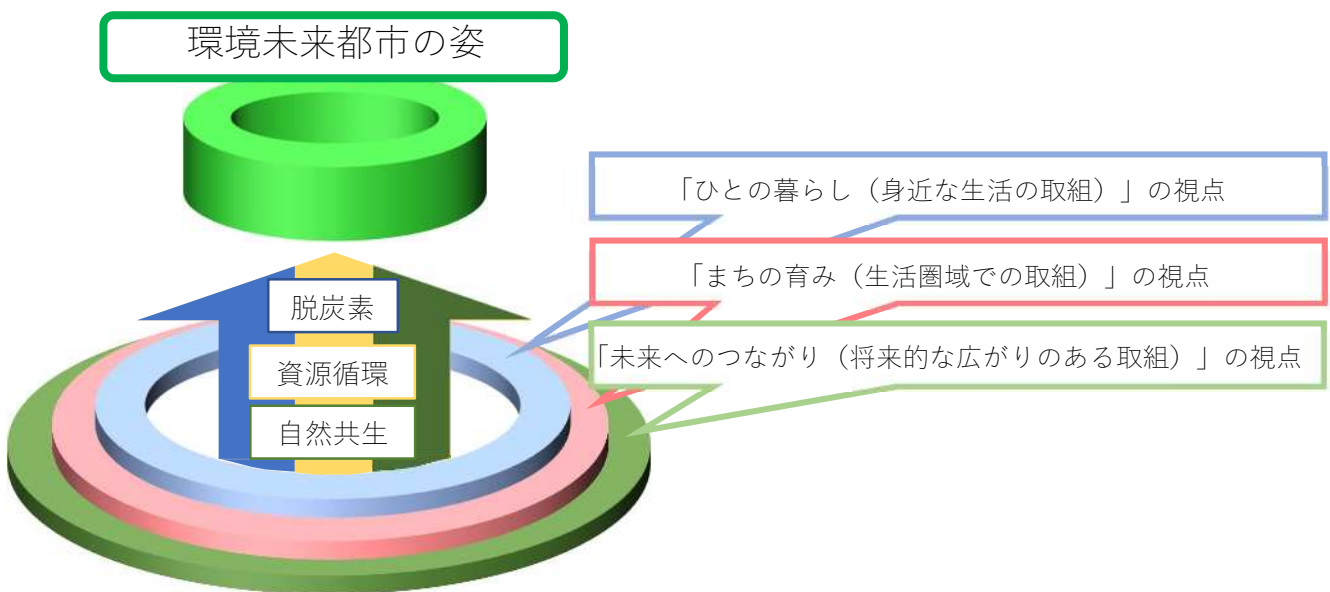 環境未来都市の姿
「ひとの暮らし（身近な生活の取組）」の視点
「まちの育み（生活圏域での取組）」の視点
「未来へのつながり（将来的な広がりのある取組）」の視点
脱炭素
資源循環
自然共生